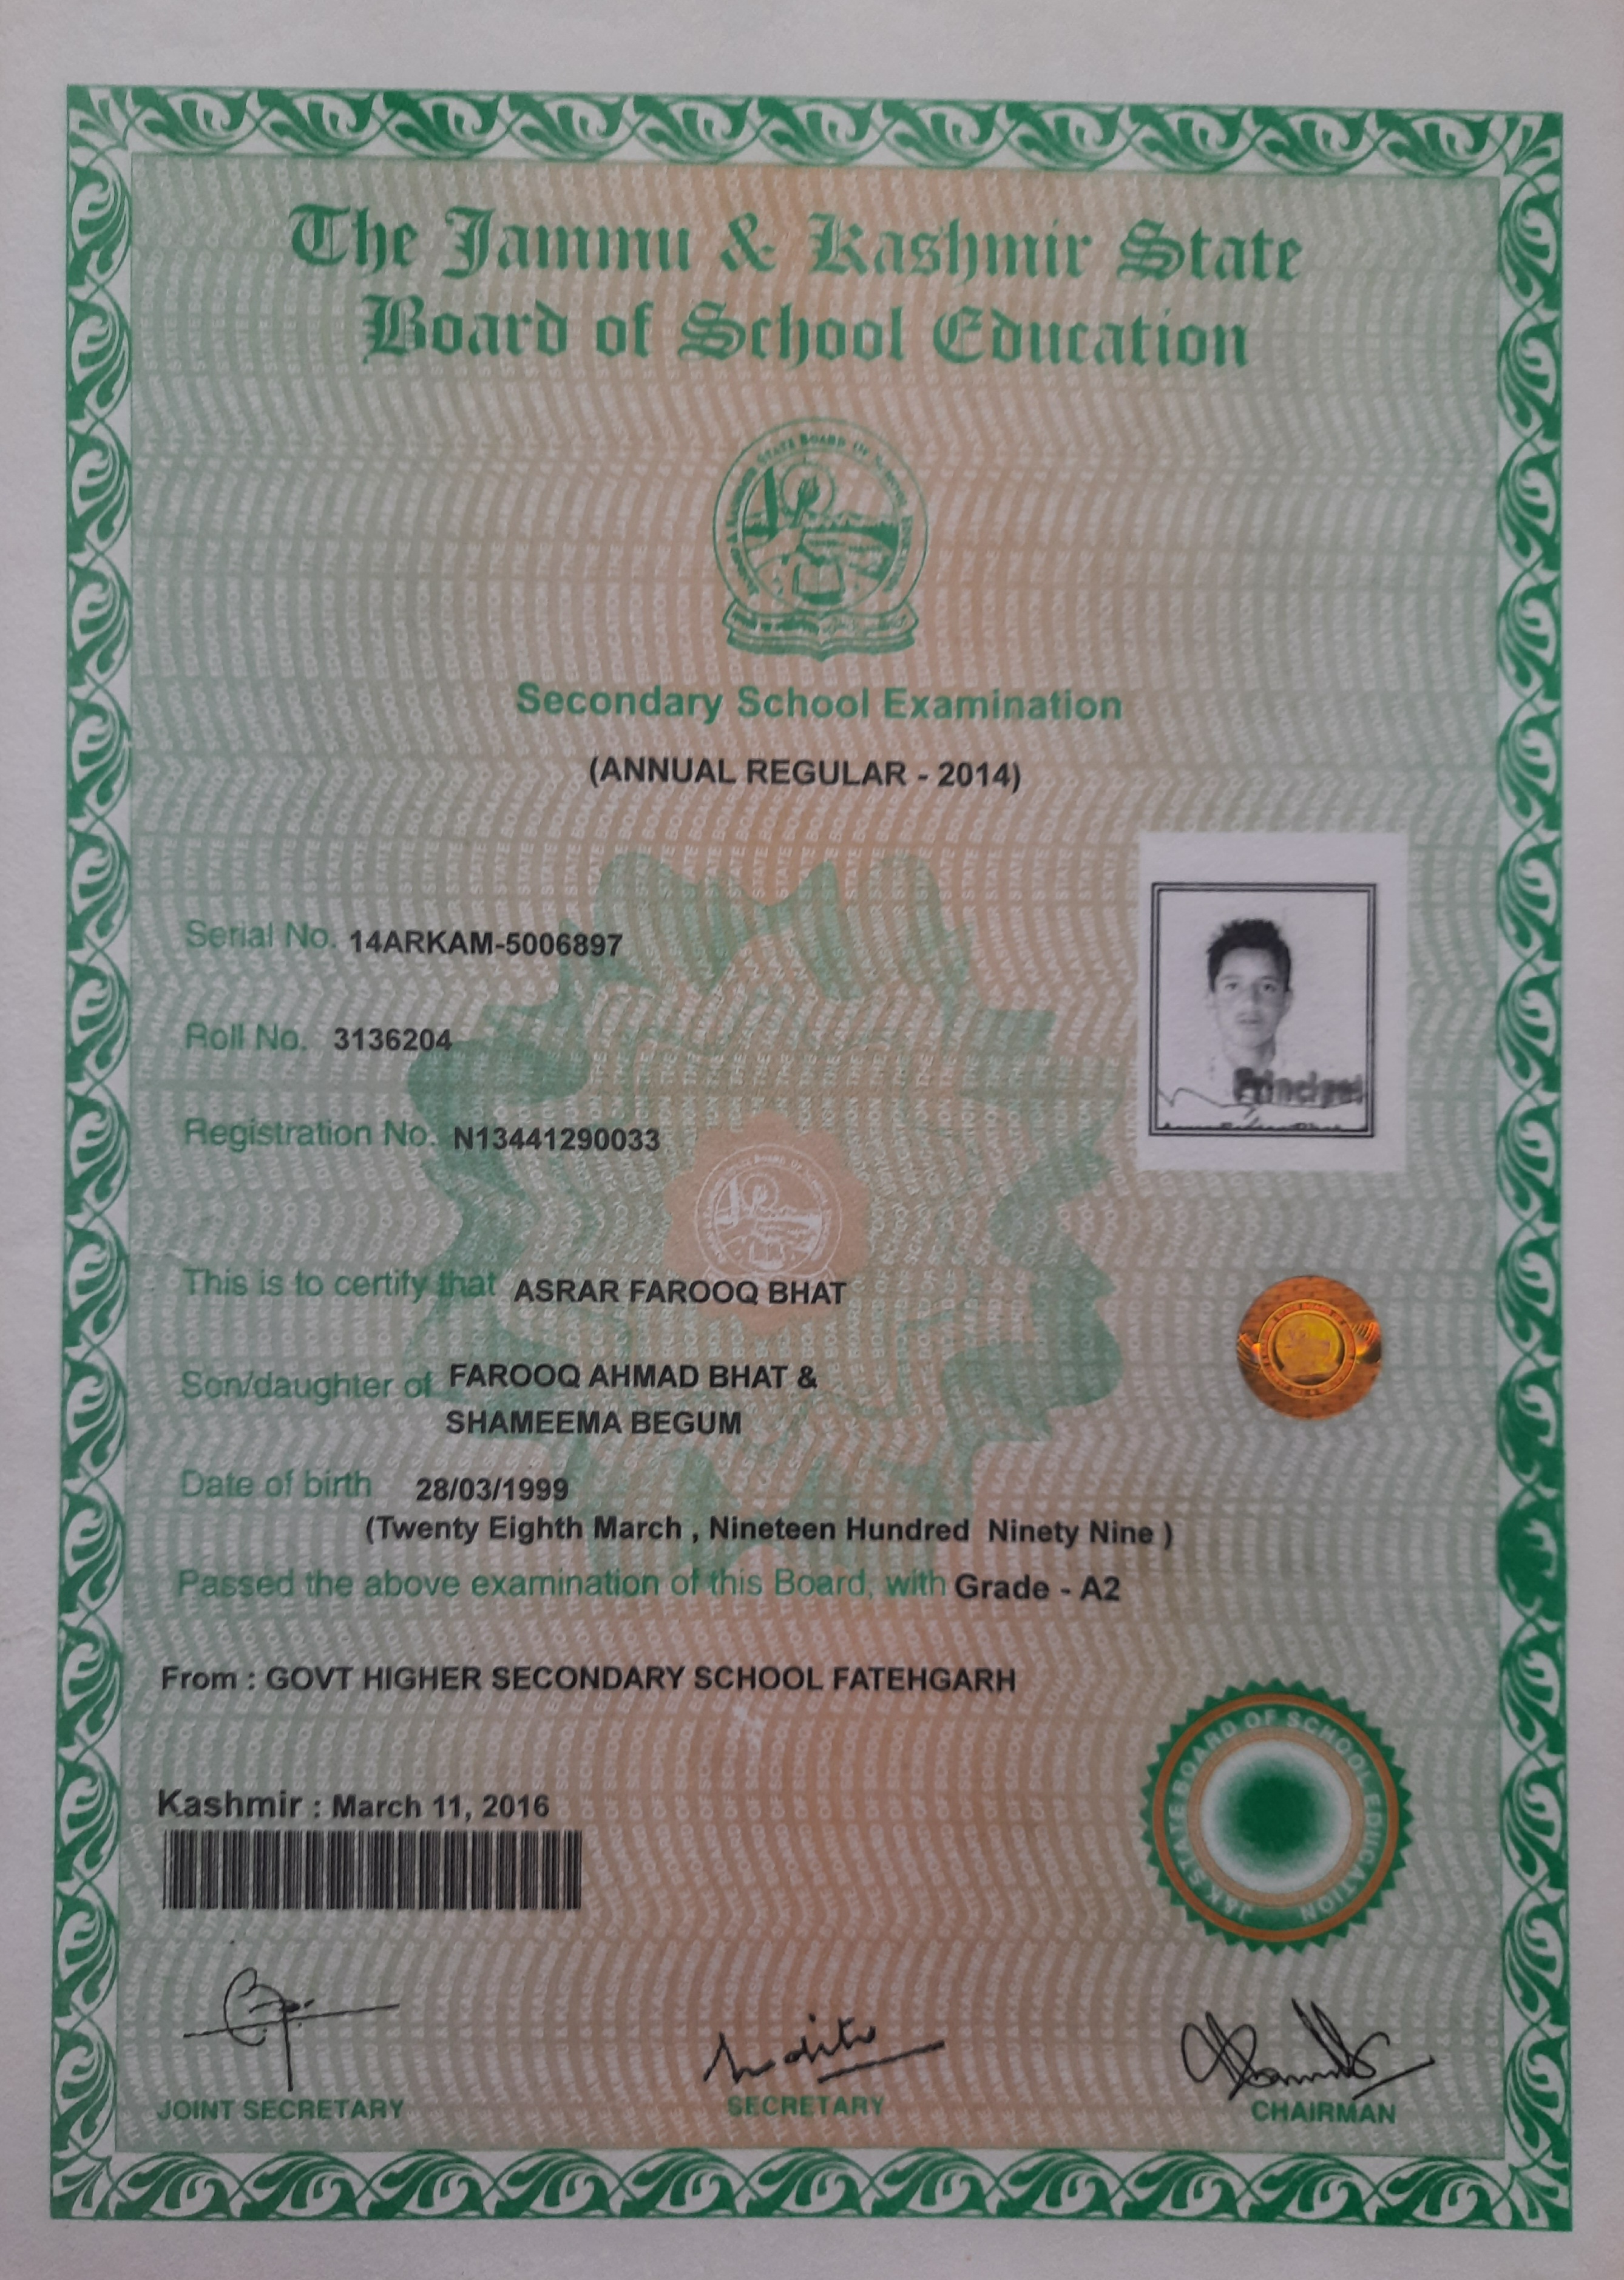 The Jammu & Kashmir State
Board of School Education
Secondary School Examination
(ANNUAL REGULAR - 2014)
Serial No. 14ARKAM-5006897
Roll No. 3136204
Registration No. N13441290033
Principal
This is to certify that ASRAR FAROOQ BHAT
Son/daughter of FAROOQ AHMAD BHAT &
SHAMEEMA BEGUM
Date of birth 28/03/1999
(Twenty Eighth March , Nineteen Hundred Ninety Nine )
Passed the above examination of this Board, with Grade - A2
From : GOVT HIGHER SECONDARY SCHOOL FATEHGARH
J&K STATE BOARD OF SCHOOL EDUCATION
Kashmir : March 11, 2016
JOINT SECRETARY
SECRETARY
CHAIRMAN